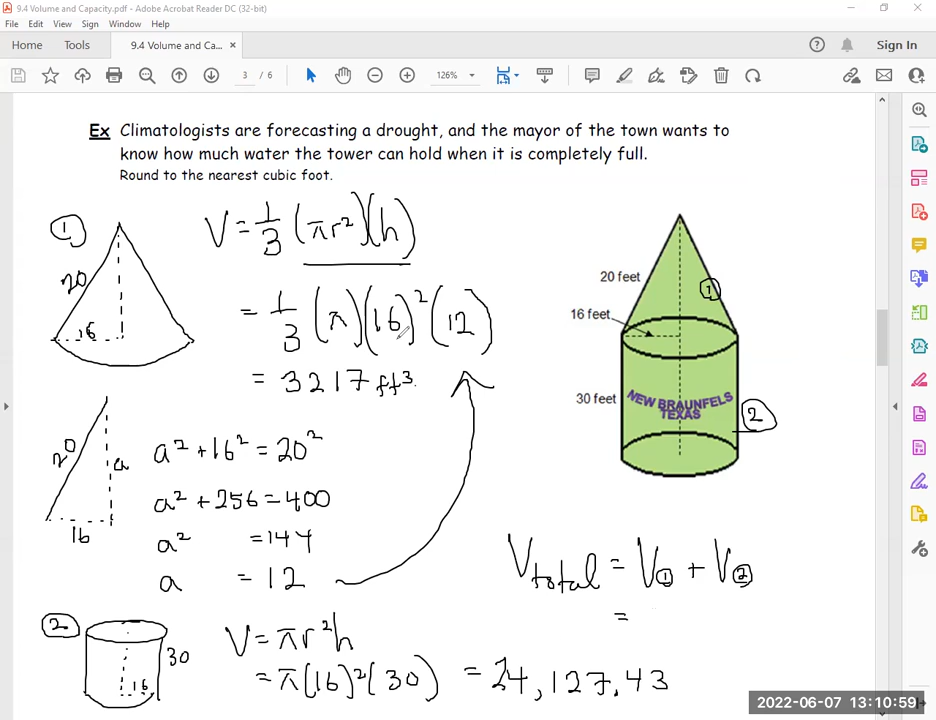 9.4 Volume and Capacity.pdf - Adobe Acrobat Reader DC (32-bit)
File Edit View Sign Window Help
Home Tools 9.4 Volume and Ca... × Sign In
3 / 6 126%
Ex Climatologists are forecasting a drought, and the mayor of the town wants to
know how much water the tower can hold when it is completely full.
Round to the nearest cubic foot.
1
20
16
V = 1/3 (πr²)(h)
= 1/3 (π)(16)²(12)
= 3217 ft³.
20
a
16
a² + 16² = 20²
a² + 256 = 400
a² = 144
a = 12
20 feet
1
16 feet
30 feet
NEW BRAUNFELS
TEXAS
2
V total = V① + V②
=
2
30
16
V = πr²h
= π(16)²(30) = 24,127.43
2022-06-07 13:10:59